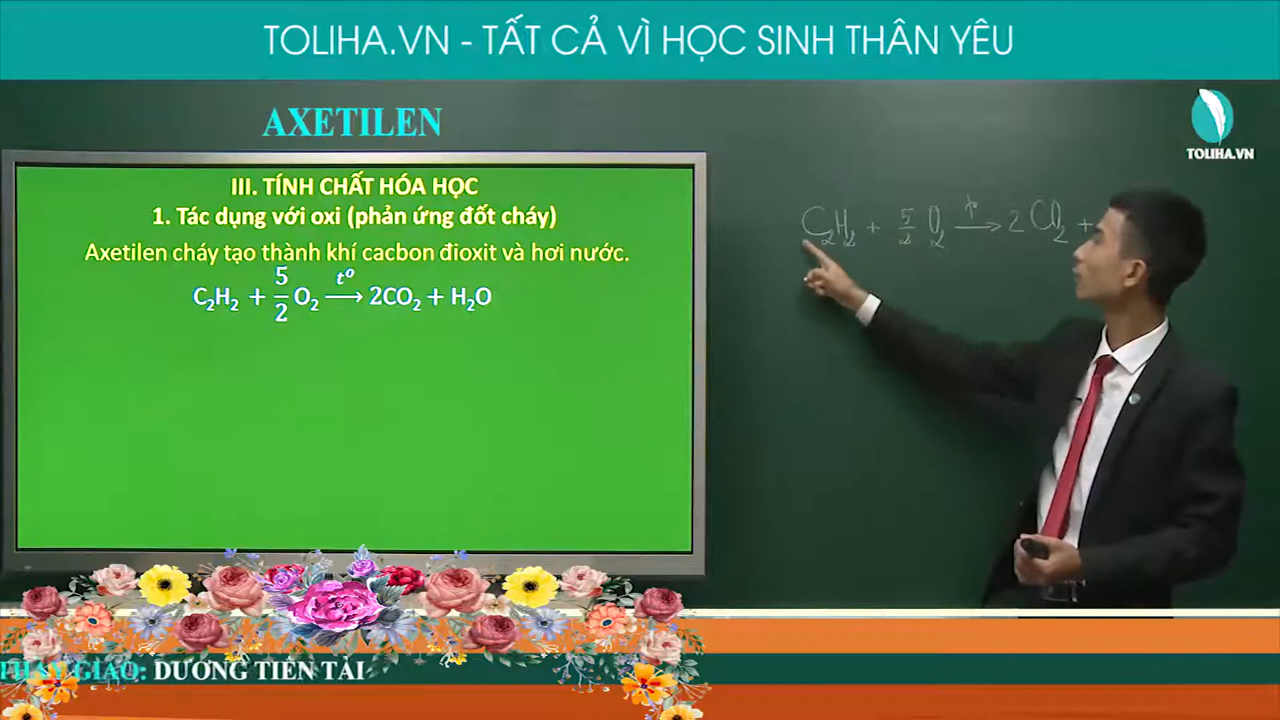 TOLIHA.VN - TẤT CẢ VÌ HỌC SINH THÂN YÊU
AXETILEN
TOLIHA.VN
III. TÍNH CHẤT HÓA HỌC
1. Tác dụng với oxi (phản ứng đốt cháy)
Axetilen cháy tạo thành khí cacbon đioxit và hơi nước.
C₂H₂ + 5/2 O₂ —t°→ 2CO₂ + H₂O
C₂H₂ + 5/2 O₂ —t°→ 2CO₂ +
THẦY GIÁO: DƯƠNG TIẾN TÀI